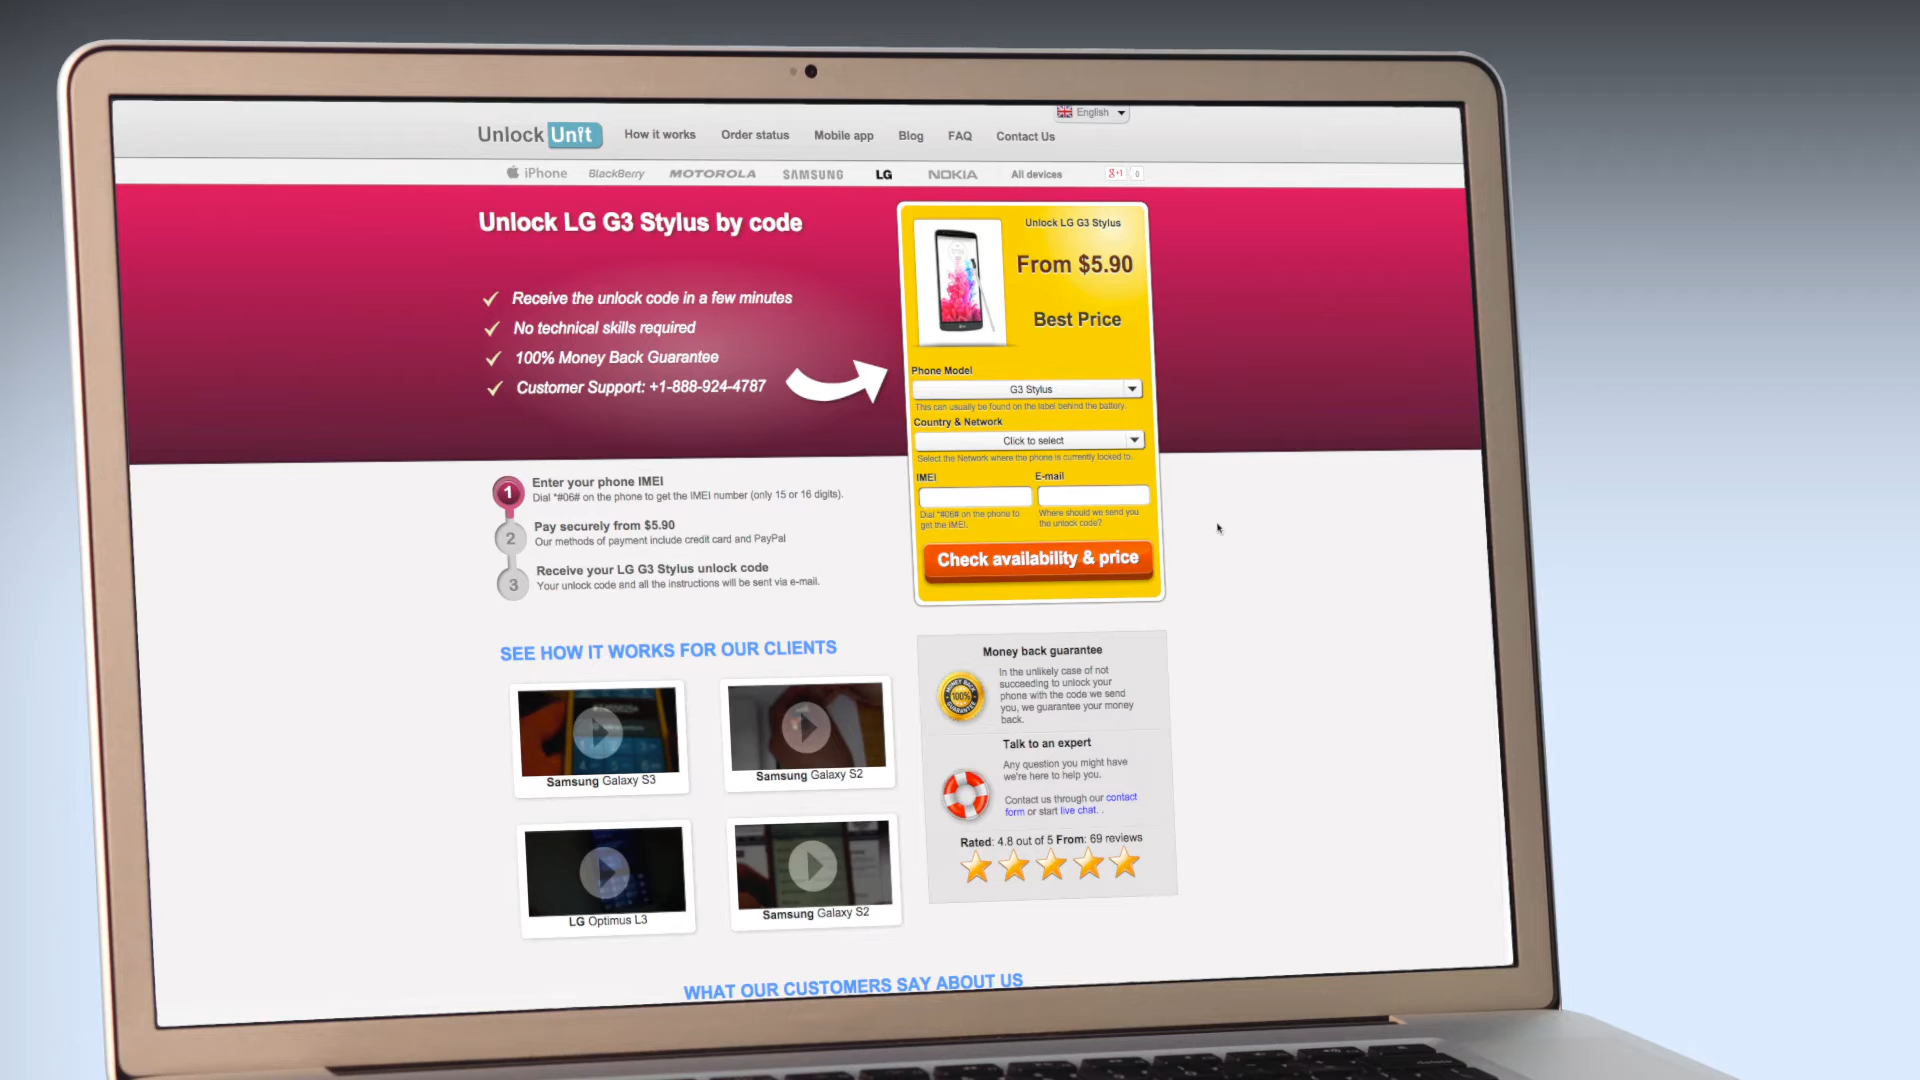 English
Unlock Unit
How it works
Order status
Mobile app
Blog
FAQ
Contact Us
iPhone
BlackBerry
MOTOROLA
SAMSUNG
LG
NOKIA
All devices
g+1
0
Unlock LG G3 Stylus by code
Receive the unlock code in a few minutes
No technical skills required
100% Money Back Guarantee
Customer Support: +1-888-924-4787
Unlock LG G3 Stylus
From $5.90
Best Price
Phone Model
G3 Stylus
This can usually be found on the label behind the battery.
Country & Network
Click to select
Select the Network where the phone is currently locked to.
IMEI
E-mail
Dial *#06# on the phone to
get the IMEI.
Where should we send you
the unlock code?
Check availability & price
1
Enter your phone IMEI
Dial *#06# on the phone to get the IMEI number (only 15 or 16 digits).
2
Pay securely from $5.90
Our methods of payment include credit card and PayPal
3
Receive your LG G3 Stylus unlock code
Your unlock code and all the instructions will be sent via e-mail.
SEE HOW IT WORKS FOR OUR CLIENTS
Samsung Galaxy S3
Samsung Galaxy S2
LG Optimus L3
Samsung Galaxy S2
Money back guarantee
MONEY BACK
100%
GUARANTEE
In the unlikely case of not
succeeding to unlock your
phone with the code we send
you, we guarantee your money
back.
Talk to an expert
Any question you might have
we're here to help you.
Contact us through our contact
form or start live chat. .
Rated: 4.8 out of 5 From: 69 reviews
WHAT OUR CUSTOMERS SAY ABOUT US